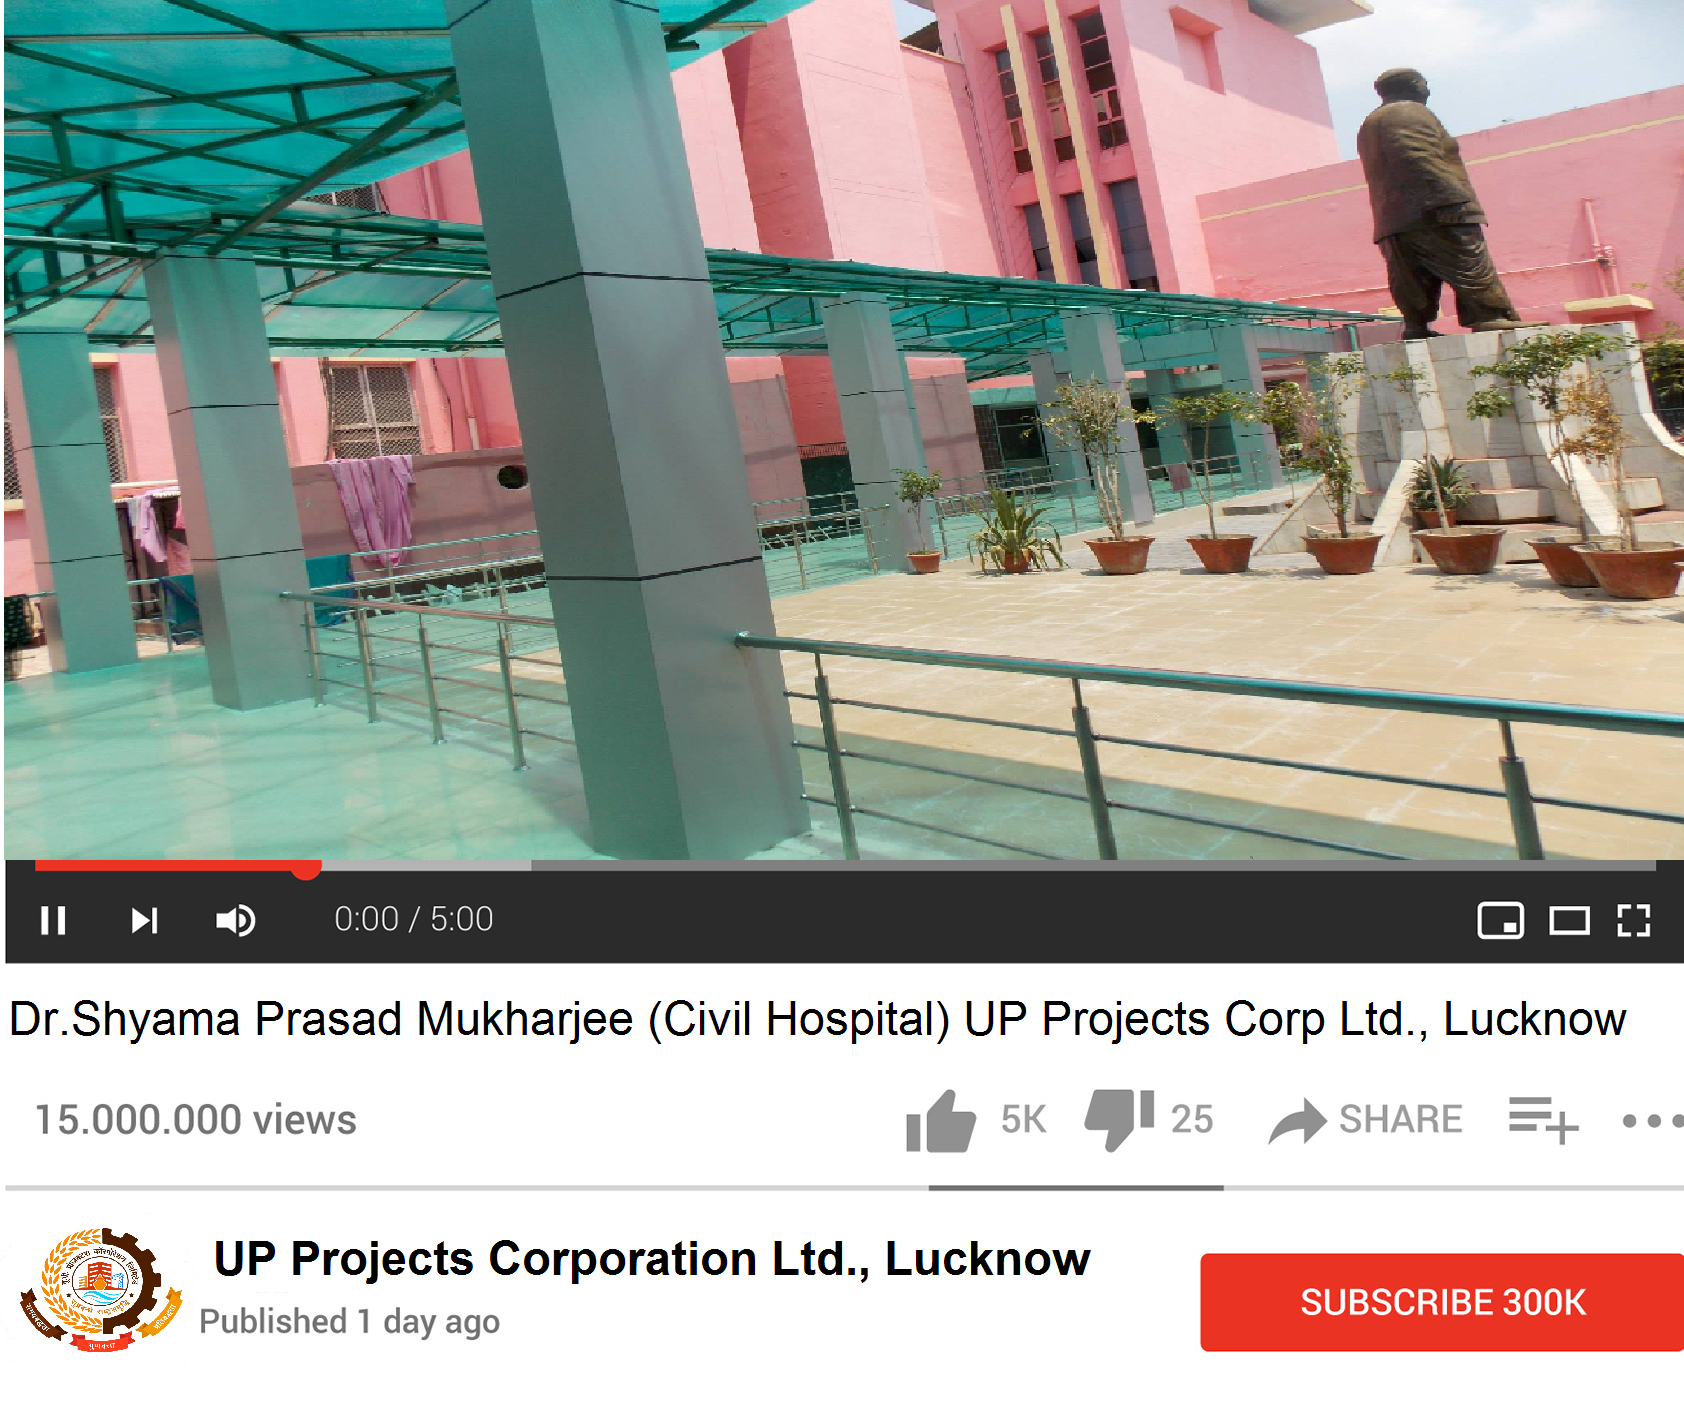 0:00 / 5:00
Dr.Shyama Prasad Mukharjee (Civil Hospital) UP Projects Corp Ltd., Lucknow
15.000.000 views
5K
25
SHARE
UP Projects Corporation Ltd., Lucknow
Published 1 day ago
SUBSCRIBE 300K
गुणवत्ता